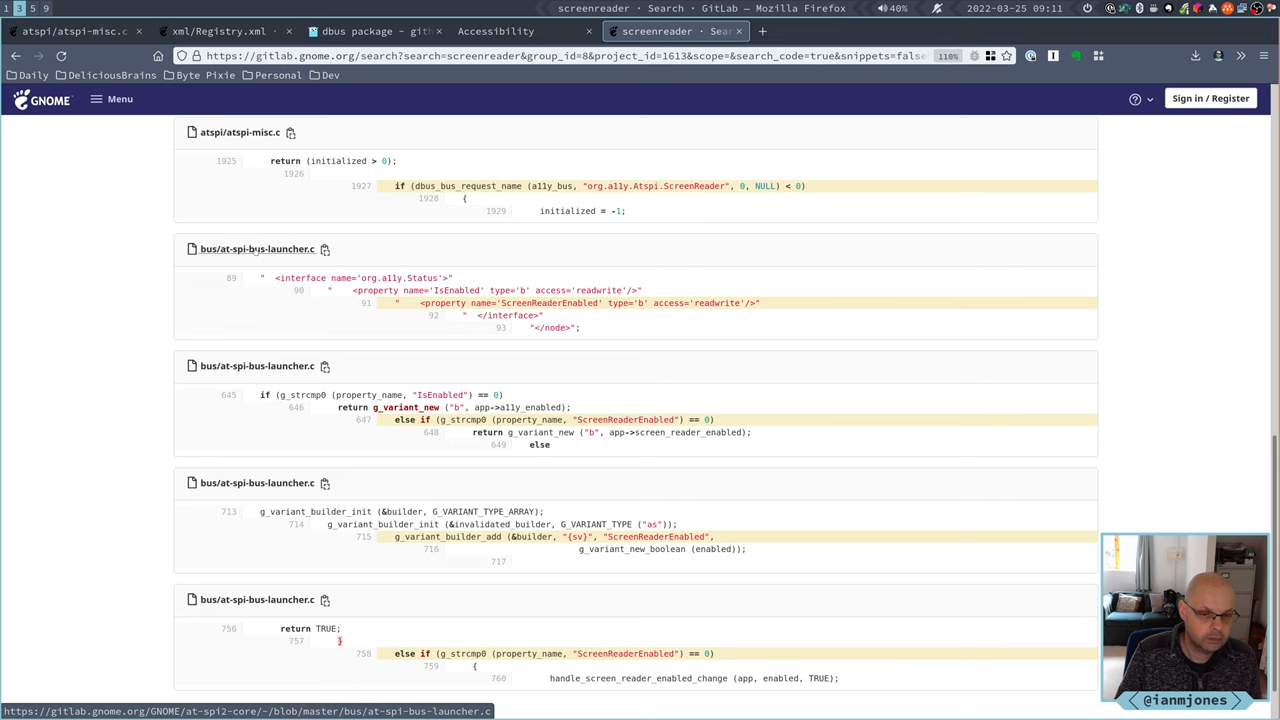 1 3 5 9 screenreader · Search · GitLab — Mozilla Firefox 40% 2022-03-25 09:11
atspi/atspi-misc.c × xml/Registry.xml × dbus package - gith × Accessibility × screenreader · Sear × +
https://gitlab.gnome.org/search?search=screenreader&group_id=8&project_id=1613&scope=&search_code=true&snippets=false 110%
Daily DeliciousBrains Byte Pixie Personal Dev
GNOME Menu Sign in / Register
atspi/atspi-misc.c
1925 return (initialized > 0);
1926
1927 if (dbus_bus_request_name (a11y_bus, "org.a11y.Atspi.ScreenReader", 0, NULL) < 0)
1928 {
1929 initialized = -1;
bus/at-spi-bus-launcher.c
89 " <interface name='org.a11y.Status'>"
90 " <property name='IsEnabled' type='b' access='readwrite'/>"
91 " <property name='ScreenReaderEnabled' type='b' access='readwrite'/>"
92 " </interface>"
93 "</node>";
bus/at-spi-bus-launcher.c
645 if (g_strcmp0 (property_name, "IsEnabled") == 0)
646 return g_variant_new ("b", app->a11y_enabled);
647 else if (g_strcmp0 (property_name, "ScreenReaderEnabled") == 0)
648 return g_variant_new ("b", app->screen_reader_enabled);
649 else
bus/at-spi-bus-launcher.c
713 g_variant_builder_init (&builder, G_VARIANT_TYPE_ARRAY);
714 g_variant_builder_init (&invalidated_builder, G_VARIANT_TYPE ("as"));
715 g_variant_builder_add (&builder, "{sv}", "ScreenReaderEnabled",
716 g_variant_new_boolean (enabled));
717
bus/at-spi-bus-launcher.c
756 return TRUE;
757 }
758 else if (g_strcmp0 (property_name, "ScreenReaderEnabled") == 0)
759 {
760 handle_screen_reader_enabled_change (app, enabled, TRUE);
@ianmjones
https://gitlab.gnome.org/GNOME/at-spi2-core/-/blob/master/bus/at-spi-bus-launcher.c